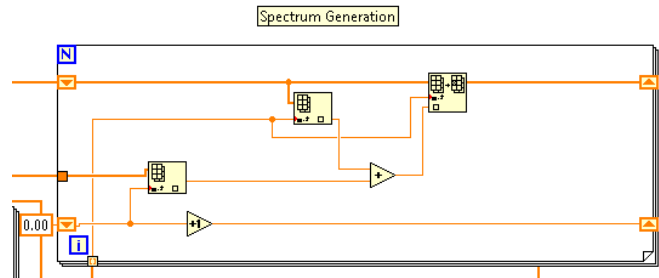 Spectrum Generation
N
+
0.00
+1
i